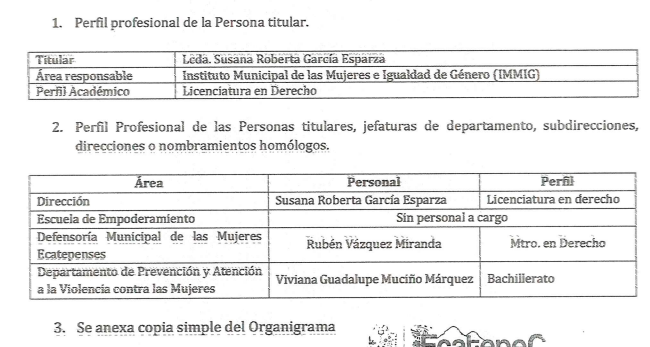 1. Perfil profesional de la Persona titular.
Titular Lcda. Susana Roberta García Esparza
Área responsable Instituto Municipal de las Mujeres e Igualdad de Género (IMMIG)
Perfil Académico Licenciatura en Derecho
2. Perfil Profesional de las Personas titulares, jefaturas de departamento, subdirecciones,
direcciones o nombramientos homólogos.
Área Personal Perfil
Dirección Susana Roberta García Esparza Licenciatura en derecho
Escuela de Empoderamiento Sin personal a cargo
Defensoría Municipal de las Mujeres
Ecatepenses Rubén Vázquez Miranda Mtro. en Derecho
Departamento de Prevención y Atención
a la Violencia contra las Mujeres Viviana Guadalupe Muciño Márquez Bachillerato
3. Se anexa copia simple del Organigrama
EcatepeC